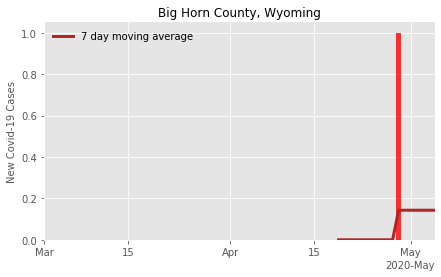 Big Horn County, Wyoming
7 day moving average
New Covid-19 Cases
1.0
0.8
0.6
0.4
0.2
0.0
Mar 15 Apr 15 May
2020-May